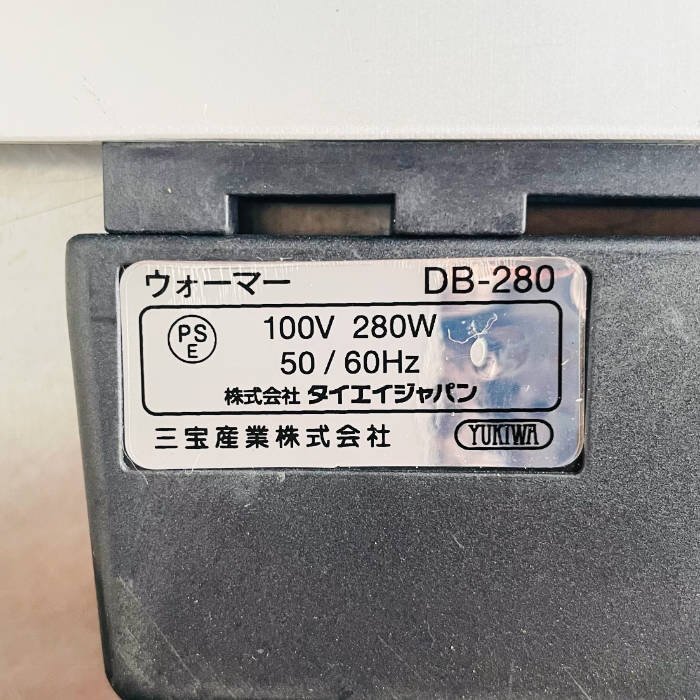 ウォーマー DB-280
PS
E
100V 280W
50 / 60Hz
株式会社 タイエイジャパン
三宝産業株式会社 YUKIWA